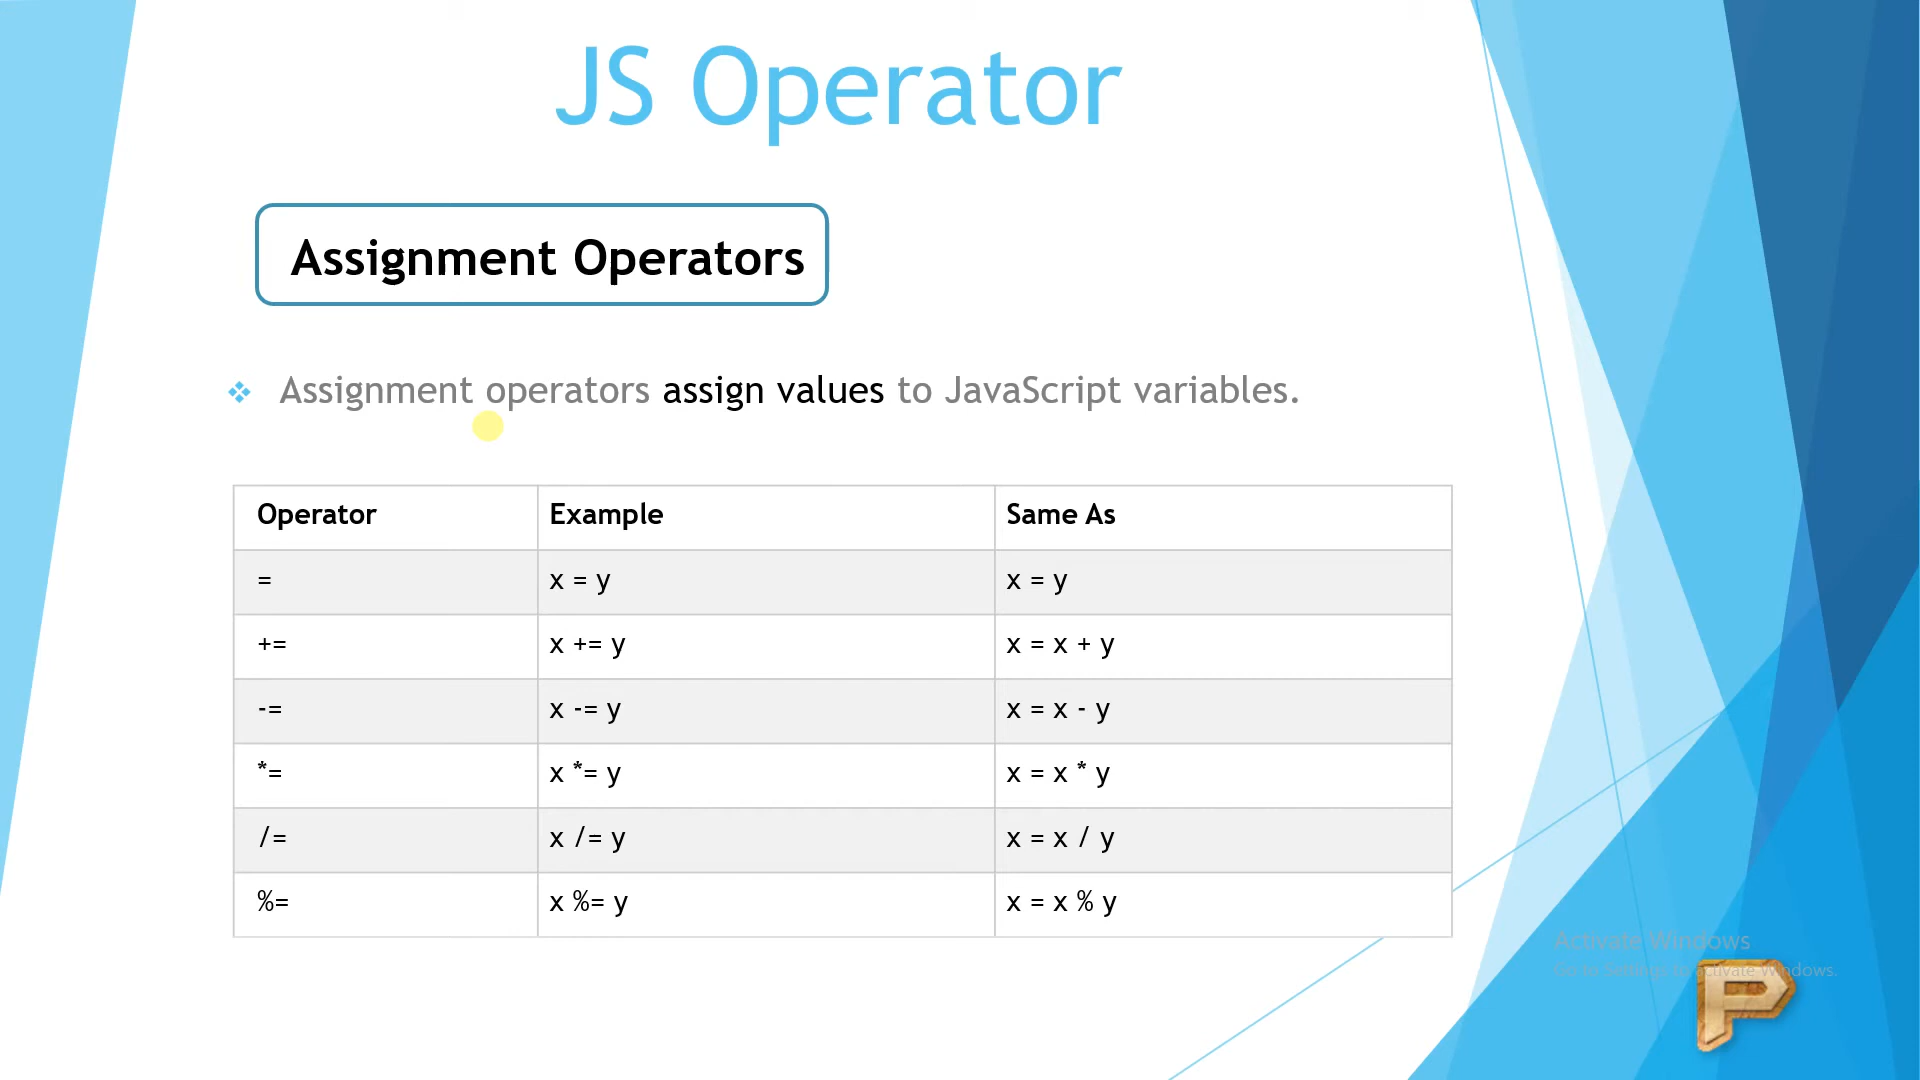 JS Operator
Assignment Operators
Assignment operators assign values to JavaScript variables.
Operator Example Same As
= x = y x = y
+= x += y x = x + y
-= x -= y x = x - y
*= x *= y x = x * y
/= x /= y x = x / y
%= x %= y x = x % y
Activate Windows
Go to Settings to activate Windows.
P